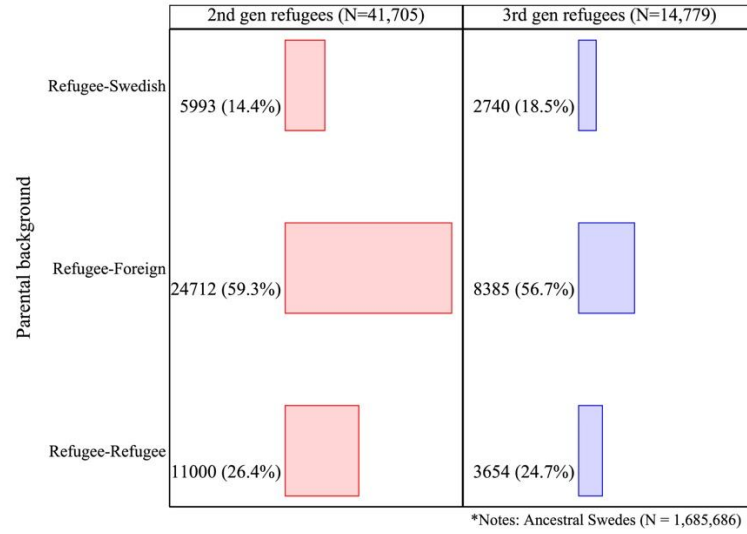 2nd gen refugees (N=41,705) 3rd gen refugees (N=14,779)
Refugee-Swedish
5993 (14.4%) 2740 (18.5%)
Parental background
Refugee-Foreign
24712 (59.3%) 8385 (56.7%)
Refugee-Refugee
11000 (26.4%) 3654 (24.7%)
*Notes: Ancestral Swedes (N = 1,685,686)